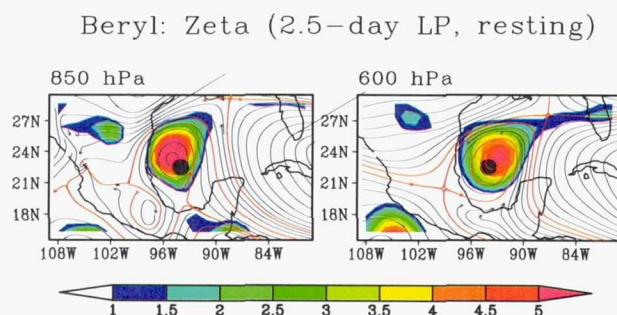 Beryl: Zeta (2.5-day LP, resting)
850 hPa
600 hPa
27N
24N
21N
18N
108W 102W 96W 90W 84W
27N
24N
21N
18N
108W 102W 96W 90W 84W
1 1.5 2 2.5 3 3.5 4 4.5 5